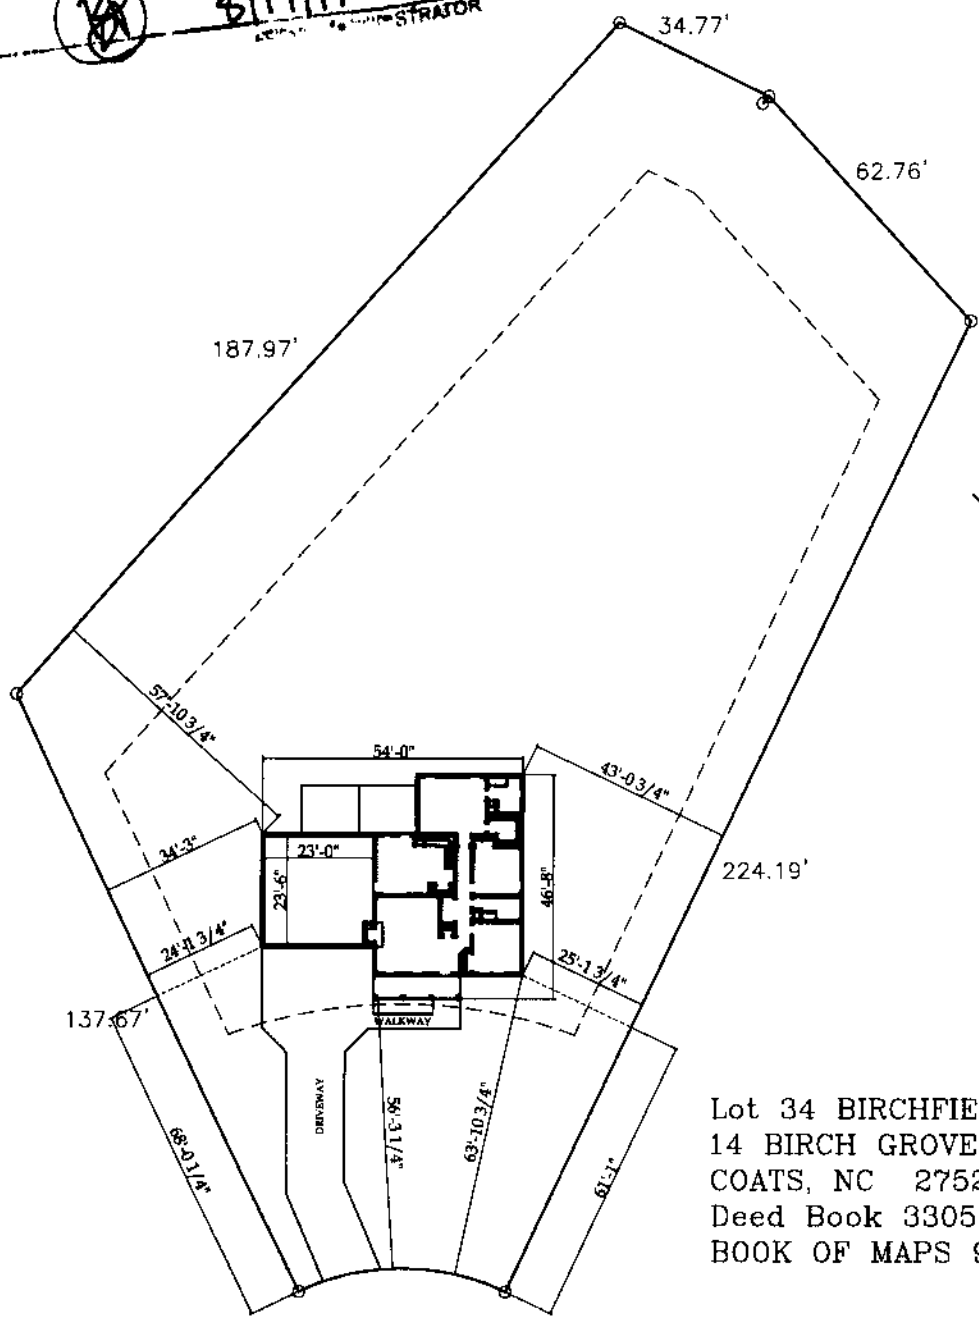 STRATOR
34.77'
62.76'
187.97'
57'-10 3/4"
54'-0"
43'-0 3/4"
34'-3"
23'-0"
23'-6"
46'-8"
224.19'
24'-11 3/4"
25'-1 3/4"
137.67'
WALKWAY
DRIVEWAY
56'-3 1/4"
63'-10 3/4"
68'-0 1/4"
61'-1"
Lot 34 BIRCHFIE
14 BIRCH GROVE
COATS, NC 2752
Deed Book 3305
BOOK OF MAPS 9